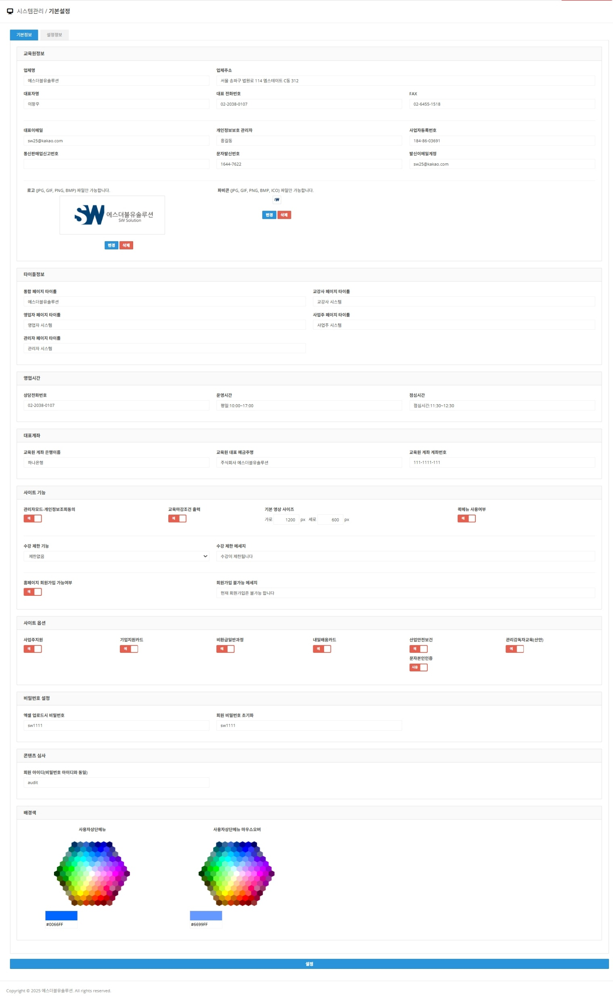 시스템관리 / 기본설정
기본정보 설정정보
교육원정보
업체명 업체주소
에스더블유솔루션 서울 송파구 법원로 114 엠스테이트 C동 312
대표자명 대표 전화번호 FAX
이왕우 02-2038-0107 02-6455-1518
대표이메일 개인정보보호 관리자 사업자등록번호
sw25@kakao.com 홍길동 184-86-03691
통신판매업신고번호 문자발신번호 발신이메일계정
1644-7622 sw25@kakao.com
로고 (JPG, GIF, PNG, BMP) 파일만 가능합니다. 파비콘 (JPG, GIF, PNG, BMP, ICO) 파일만 가능합니다.
SW
SW 에스더블유솔루션
SW Solution
변경 삭제
변경 삭제
타이틀정보
통합 페이지 타이틀 교강사 페이지 타이틀
에스더블유솔루션 교강사 시스템
영업자 페이지 타이틀 사업주 페이지 타이틀
영업자 시스템 사업주 시스템
관리자 페이지 타이틀
관리자 시스템
영업시간
상담전화번호 운영시간 점심시간
02-2038-0107 평일:10:00~17:00 점심시간:11:30~12:30
대표계좌
교육원 계좌 은행이름 교육원 대표 예금주명 교육원 계좌 계좌번호
하나은행 주식회사 에스더블유솔루션 111-1111-111
사이트 기능
관리자모드-개인정보조회동의 교육마감조건 출력 기본 영상 사이즈 퀵메뉴 사용여부
예 예 가로 1200 px 세로 600 px 예
수강 제한 기능 수강 제한 메세지
제한없음 수강이 제한됩니다
홈페이지 회원가입 가능여부 회원가입 불가능 메세지
예 현재 회원가입은 불가능 합니다
사이트 옵션
사업주지원 기업지원카드 비환급일반과정 내일배움카드 산업안전보건 관리감독자교육(산안)
예 예 예 예 예 예
문자본인인증
사용
비밀번호 설정
엑셀 업로드시 비밀번호 회원 비밀번호 초기화
sw1111 sw1111
콘텐츠 심사
회원 아이디(비밀번호 아이디와 동일)
audit
배경색
사용자상단메뉴 사용자상단메뉴 마우스오버
#0066FF #6699FF
설정
Copyright © 2025 에스더블유솔루션. All rights reserved.